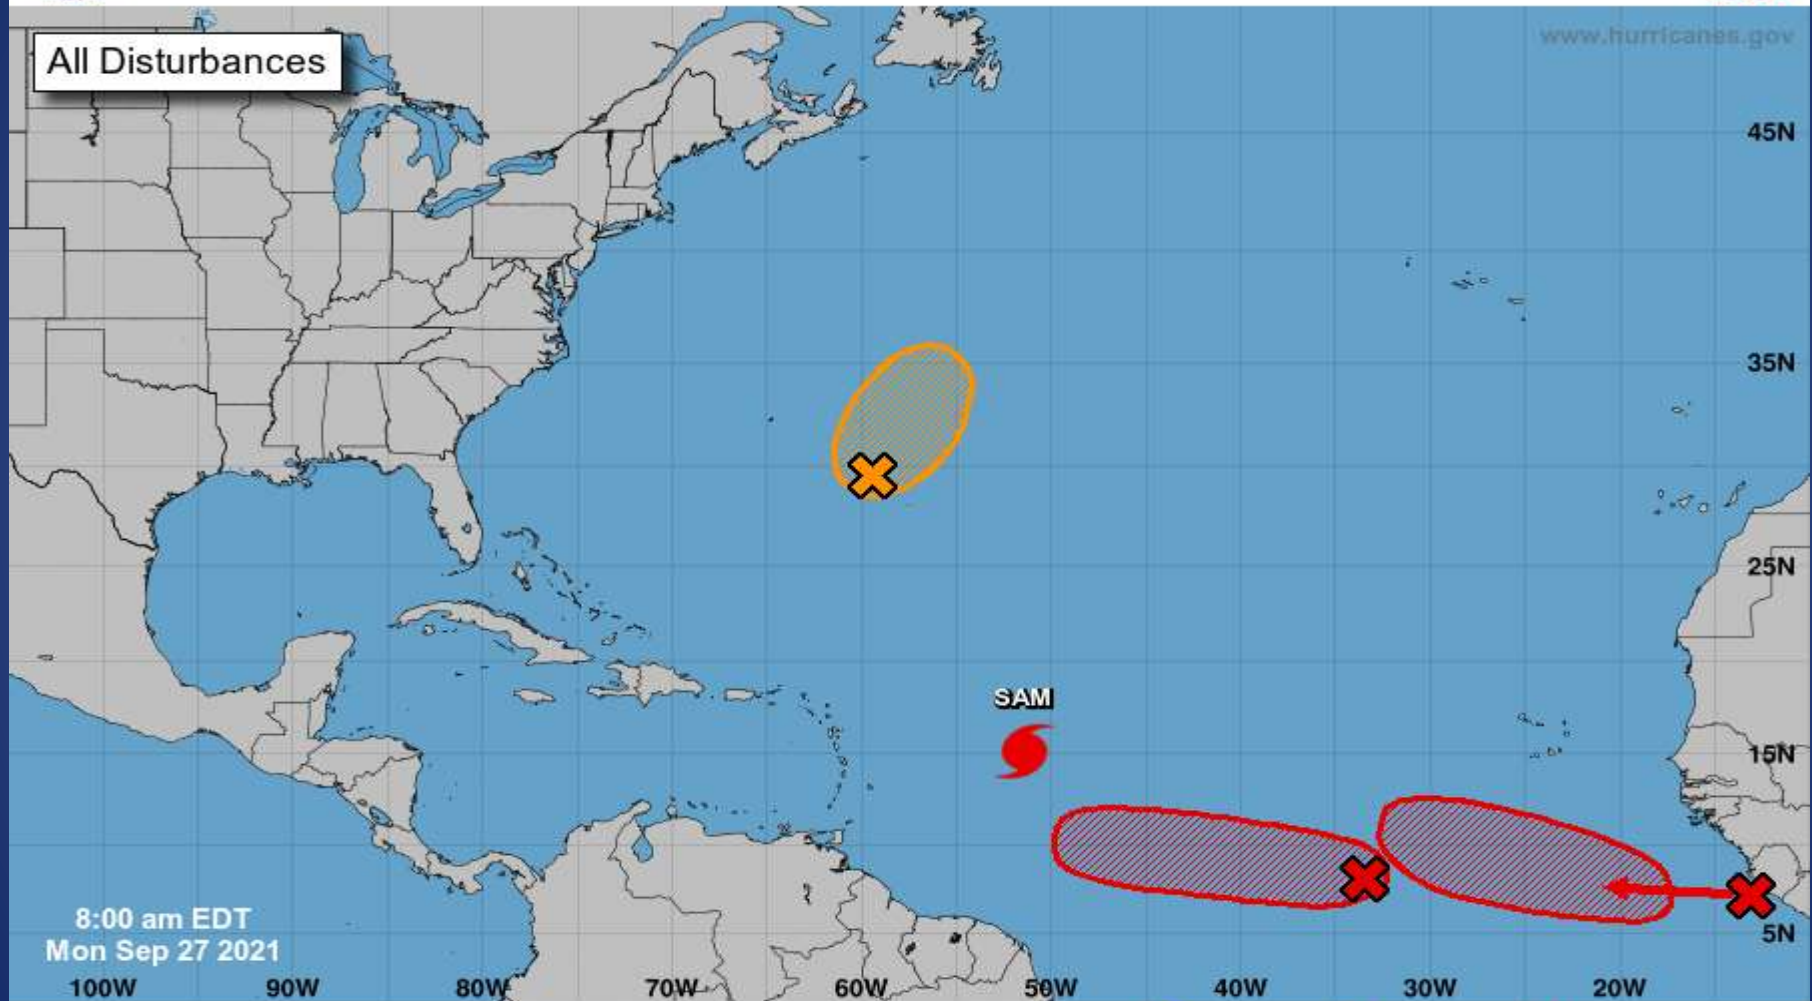 All Disturbances
www.hurricanes.gov
45N
35N
25N
SAM
15N
5N
8:00 am EDT
Mon Sep 27 2021
100W 90W 80W 70W 60W 50W 40W 30W 20W